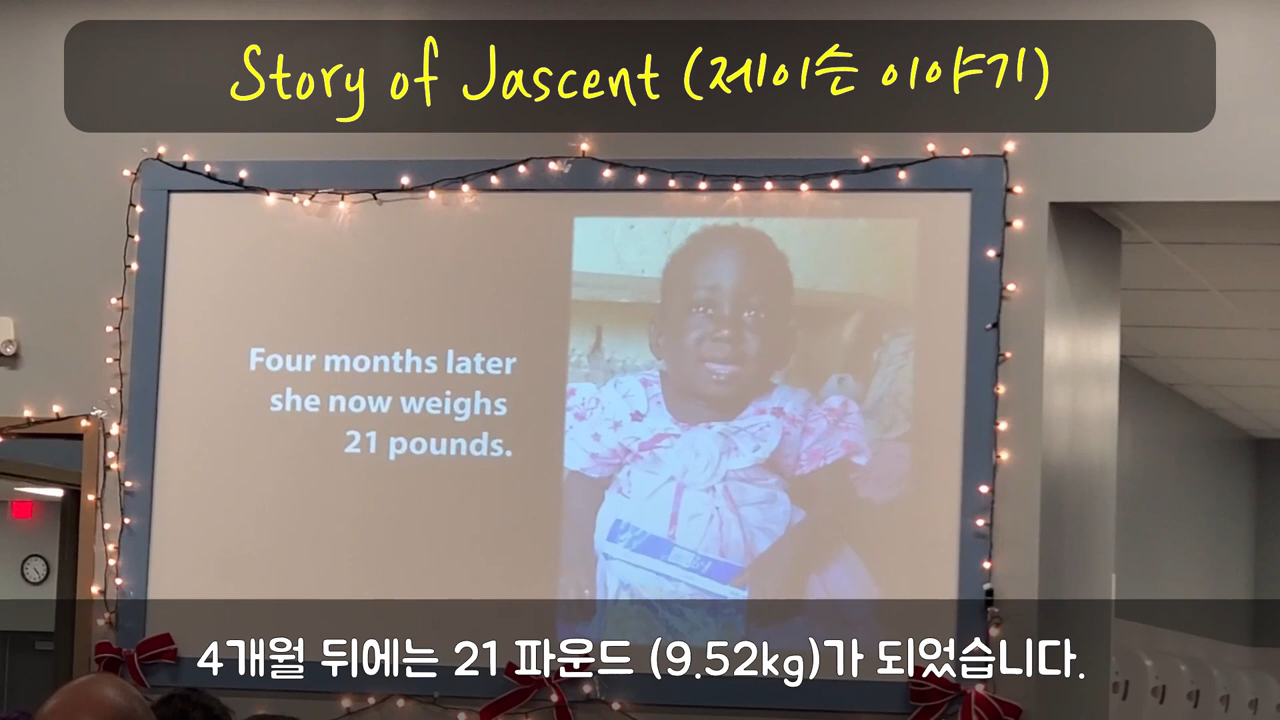 Story of Jascent (제이슨 이야기)
Four months later
she now weighs
21 pounds.
4개월 뒤에는 21 파운드 (9.52kg)가 되었습니다.